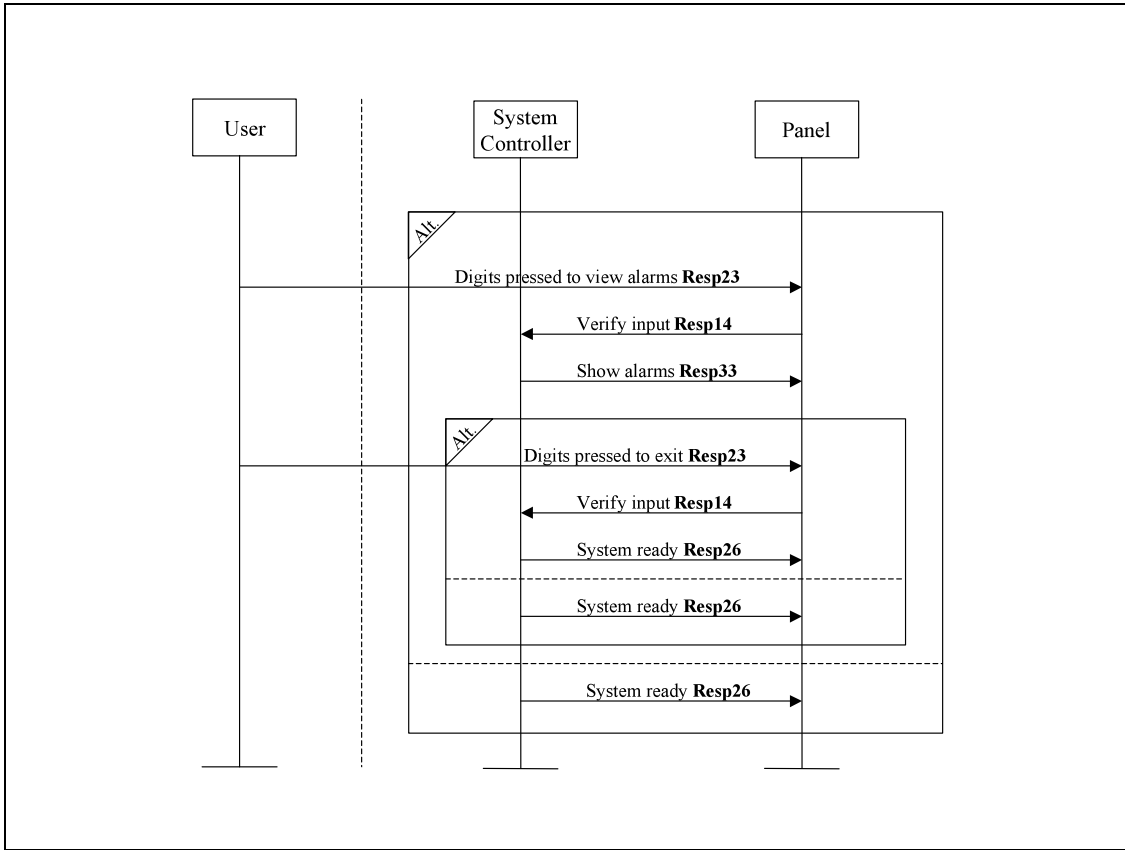 User
System
Controller
Panel
Alt.
Digits pressed to view alarms Resp23
Verify input Resp14
Show alarms Resp33
Alt.
Digits pressed to exit Resp23
Verify input Resp14
System ready Resp26
System ready Resp26
System ready Resp26